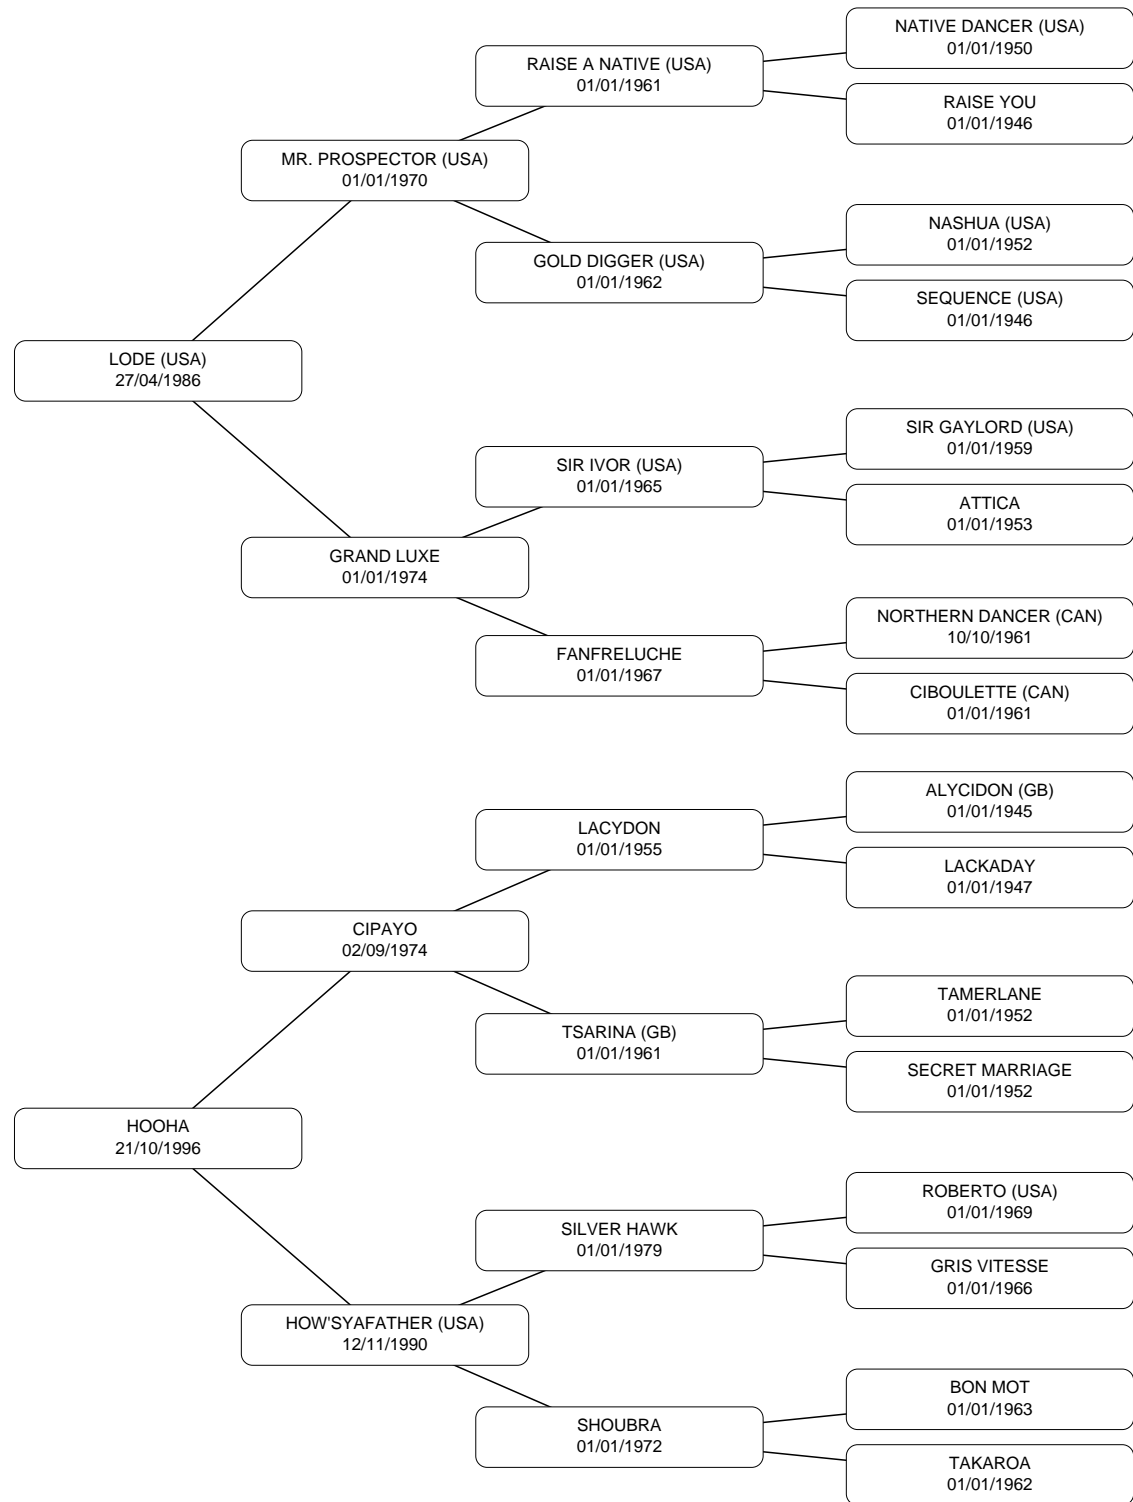 NATIVE DANCER (USA)
01/01/1950
RAISE A NATIVE (USA)
01/01/1961
RAISE YOU
01/01/1946
MR. PROSPECTOR (USA)
01/01/1970
NASHUA (USA)
01/01/1952
GOLD DIGGER (USA)
01/01/1962
SEQUENCE (USA)
01/01/1946
LODE (USA)
27/04/1986
SIR GAYLORD (USA)
01/01/1959
SIR IVOR (USA)
01/01/1965
ATTICA
01/01/1953
GRAND LUXE
01/01/1974
NORTHERN DANCER (CAN)
10/10/1961
FANFRELUCHE
01/01/1967
CIBOULETTE (CAN)
01/01/1961
ALYCIDON (GB)
01/01/1945
LACYDON
01/01/1955
LACKADAY
01/01/1947
CIPAYO
02/09/1974
TAMERLANE
01/01/1952
TSARINA (GB)
01/01/1961
SECRET MARRIAGE
01/01/1952
HOOHA
21/10/1996
ROBERTO (USA)
01/01/1969
SILVER HAWK
01/01/1979
GRIS VITESSE
01/01/1966
HOW'SYAFATHER (USA)
12/11/1990
BON MOT
01/01/1963
SHOUBRA
01/01/1972
TAKAROA
01/01/1962